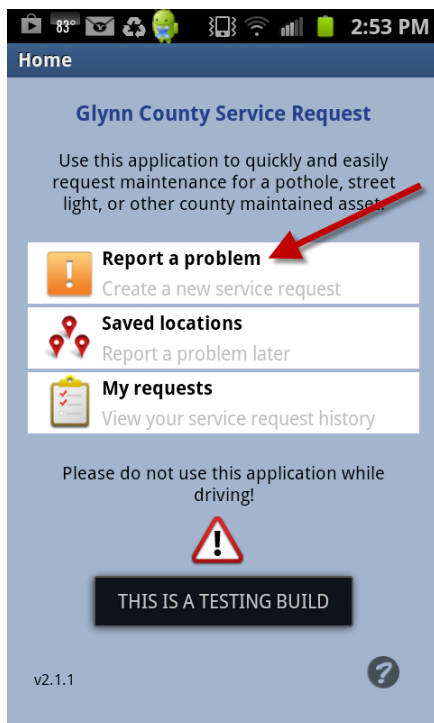 83° 2:53 PM
Home
Glynn County Service Request
Use this application to quickly and easily
request maintenance for a pothole, street
light, or other county maintained asset.
Report a problem
Create a new service request
Saved locations
Report a problem later
My requests
View your service request history
Please do not use this application while
driving!
THIS IS A TESTING BUILD
v2.1.1